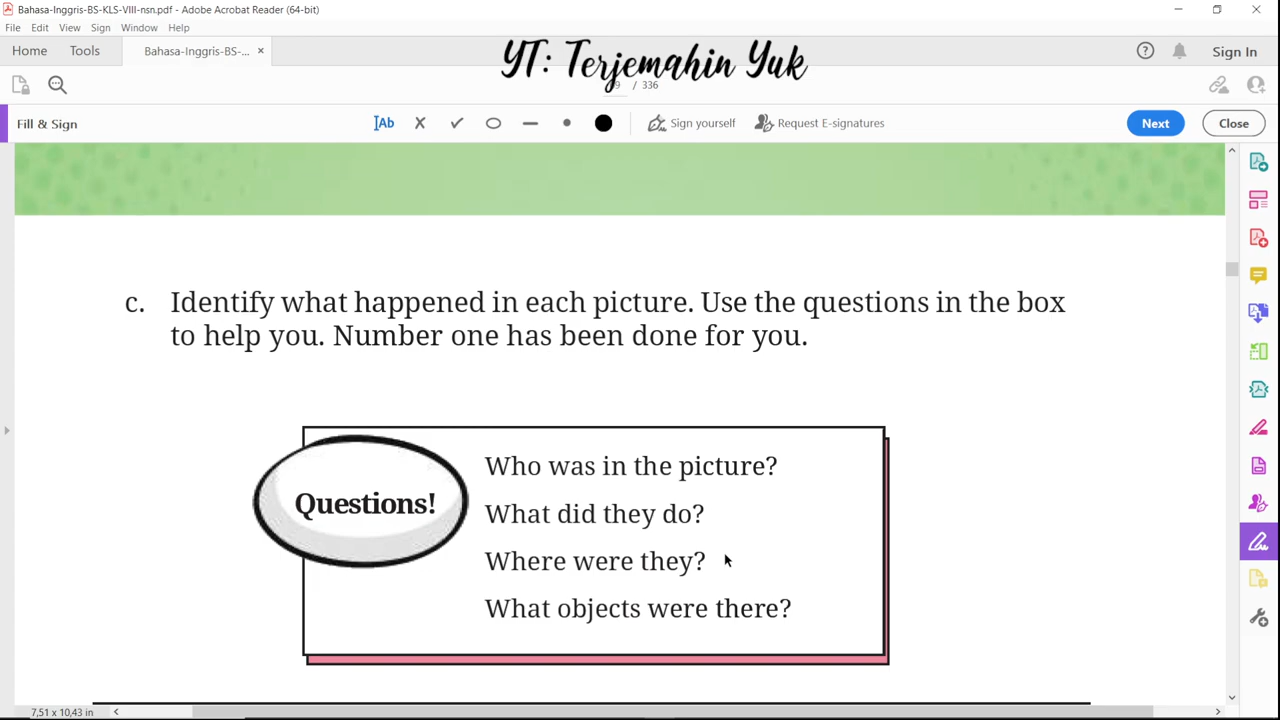 Bahasa-Inggris-BS-KLS-VIII-nsn.pdf - Adobe Acrobat Reader (64-bit)
File Edit View Sign Window Help
Home Tools Bahasa-Inggris-BS-... × Sign In
YT: Terjemahin Yuk
/ 336
Fill & Sign Ab Sign yourself Request E-signatures Next Close
c. Identify what happened in each picture. Use the questions in the box
to help you. Number one has been done for you.
Questions!
Who was in the picture?
What did they do?
Where were they?
What objects were there?
7,51 x 10,43 in